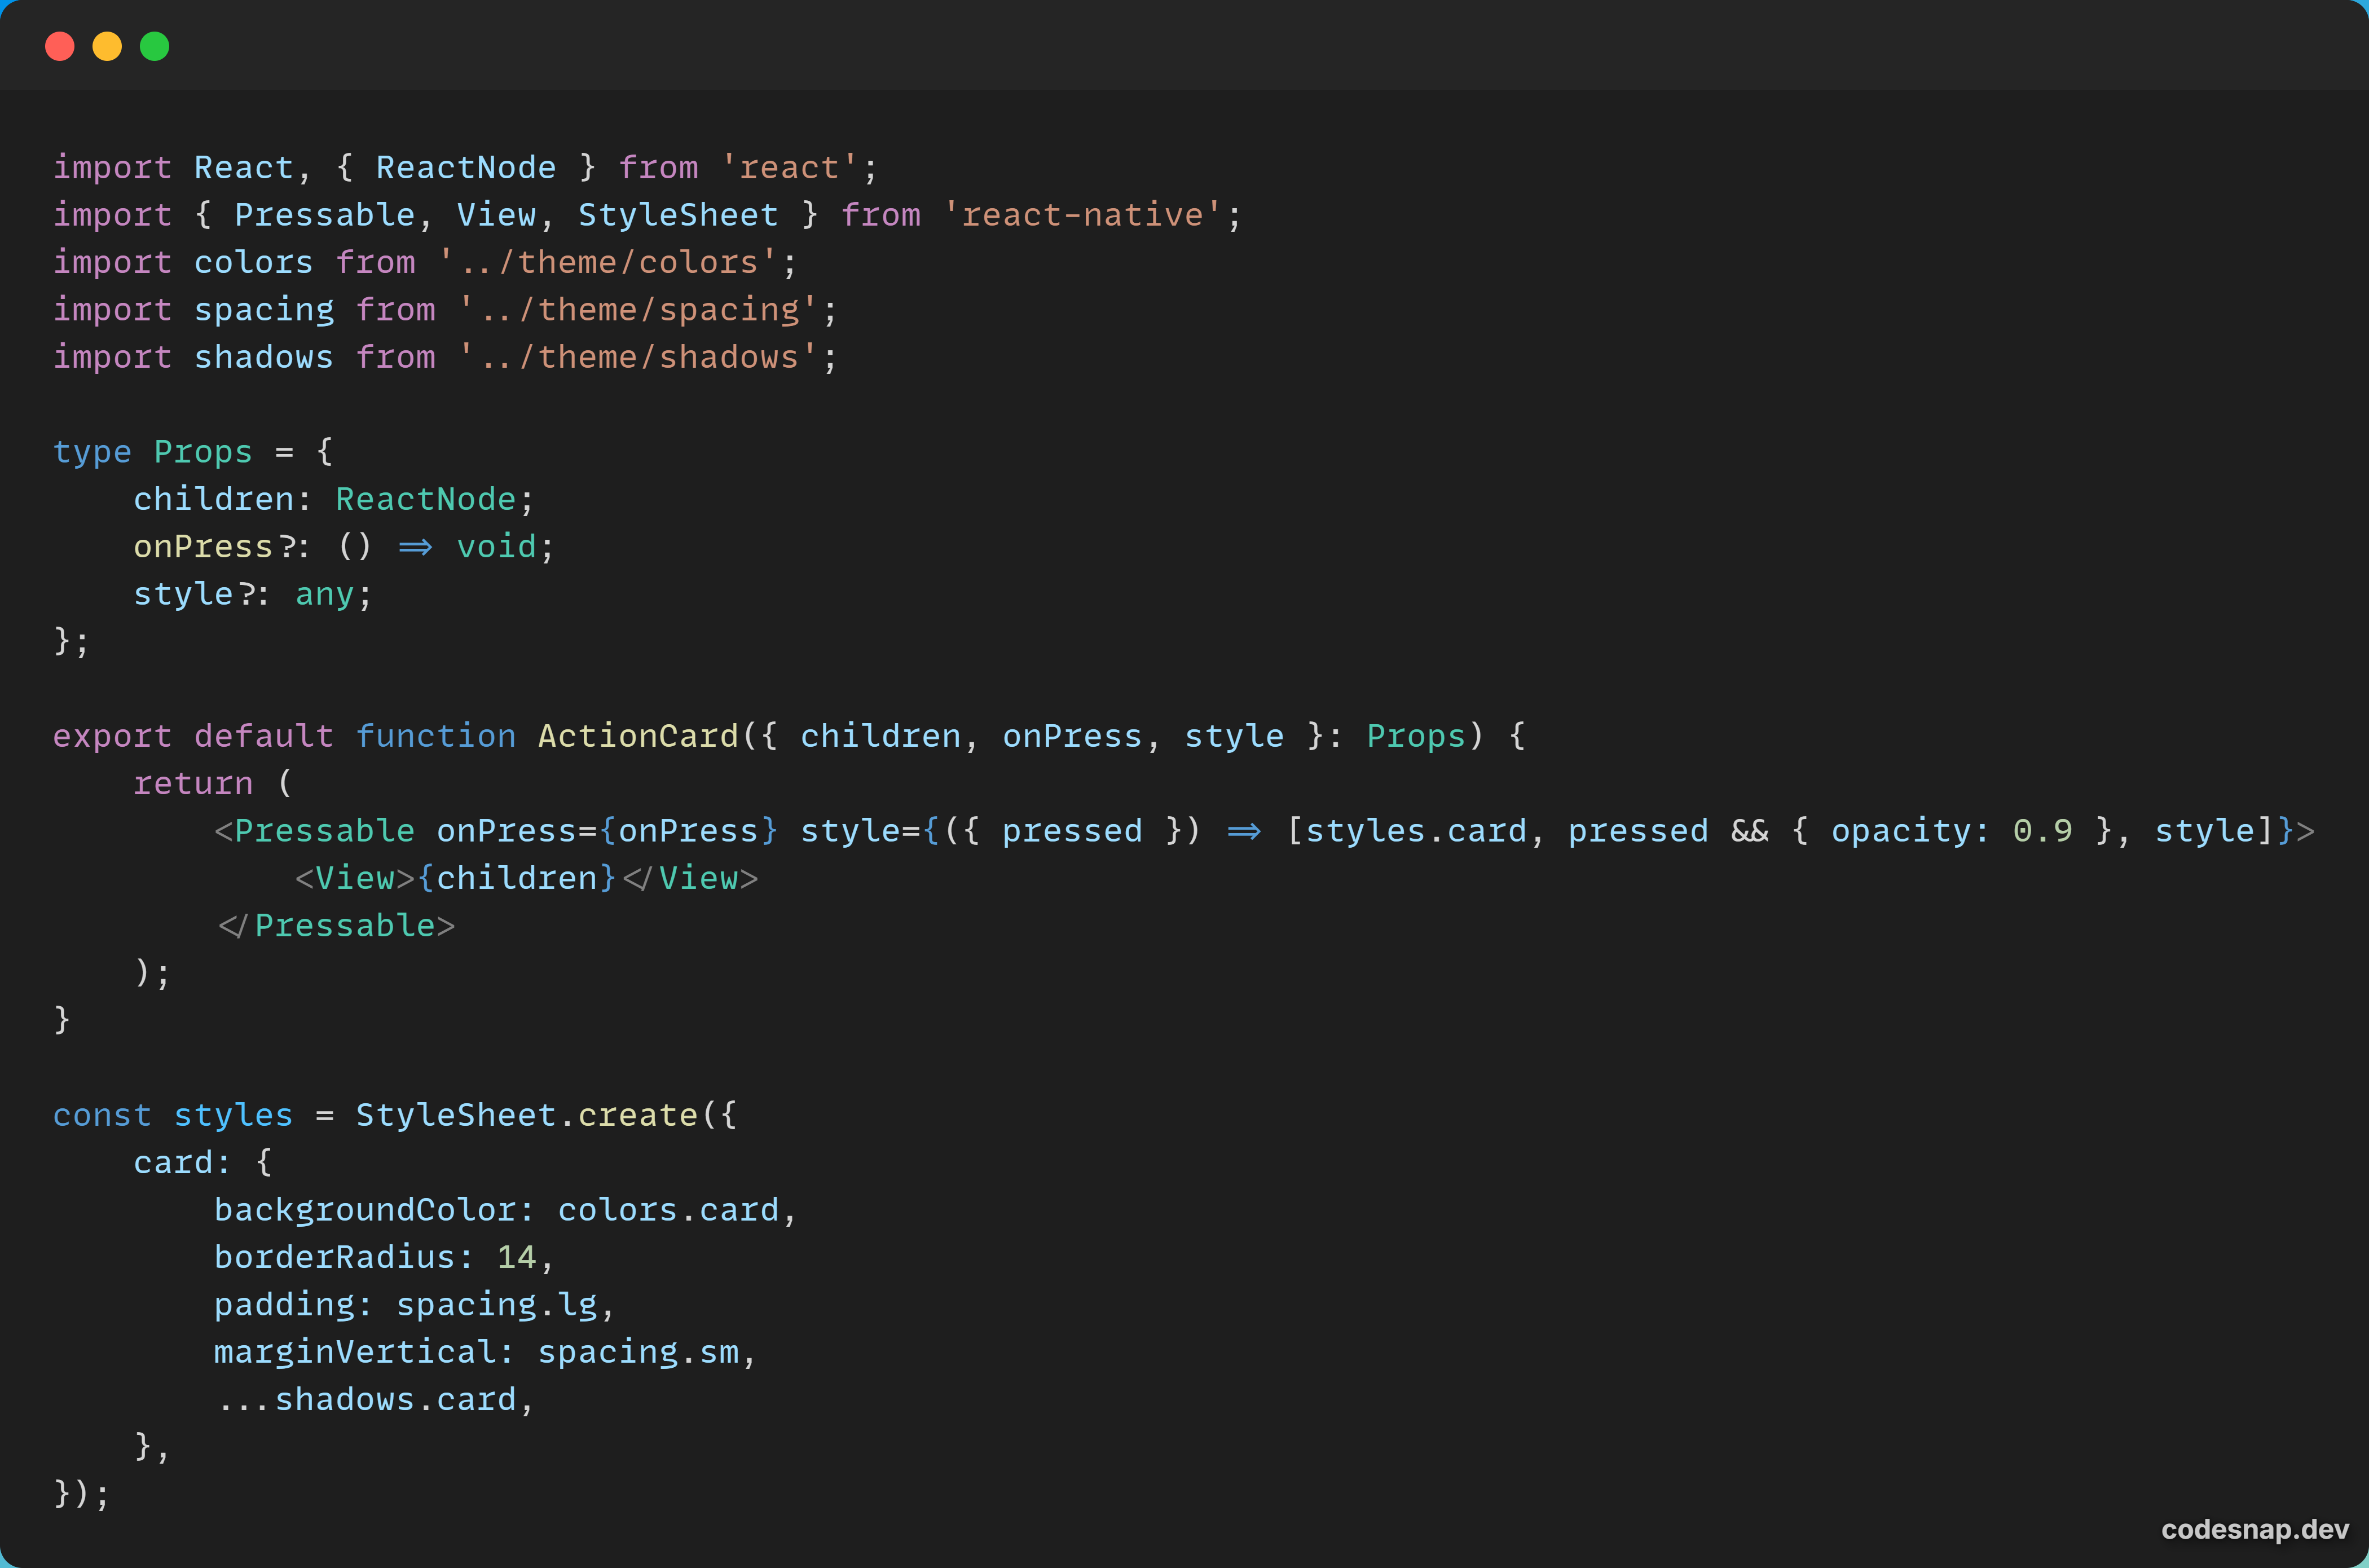 import React, { ReactNode } from 'react';
import { Pressable, View, StyleSheet } from 'react-native';
import colors from '../theme/colors';
import spacing from '../theme/spacing';
import shadows from '../theme/shadows';

type Props = {
    children: ReactNode;
    onPress?: () => void;
    style?: any;
};

export default function ActionCard({ children, onPress, style }: Props) {
    return (
        <Pressable onPress={onPress} style={({ pressed }) => [styles.card, pressed && { opacity: 0.9 }, style]}>
            <View>{children}</View>
        </Pressable>
    );
}

const styles = StyleSheet.create({
    card: {
        backgroundColor: colors.card,
        borderRadius: 14,
        padding: spacing.lg,
        marginVertical: spacing.sm,
        ...shadows.card,
    },
});
codesnap.dev